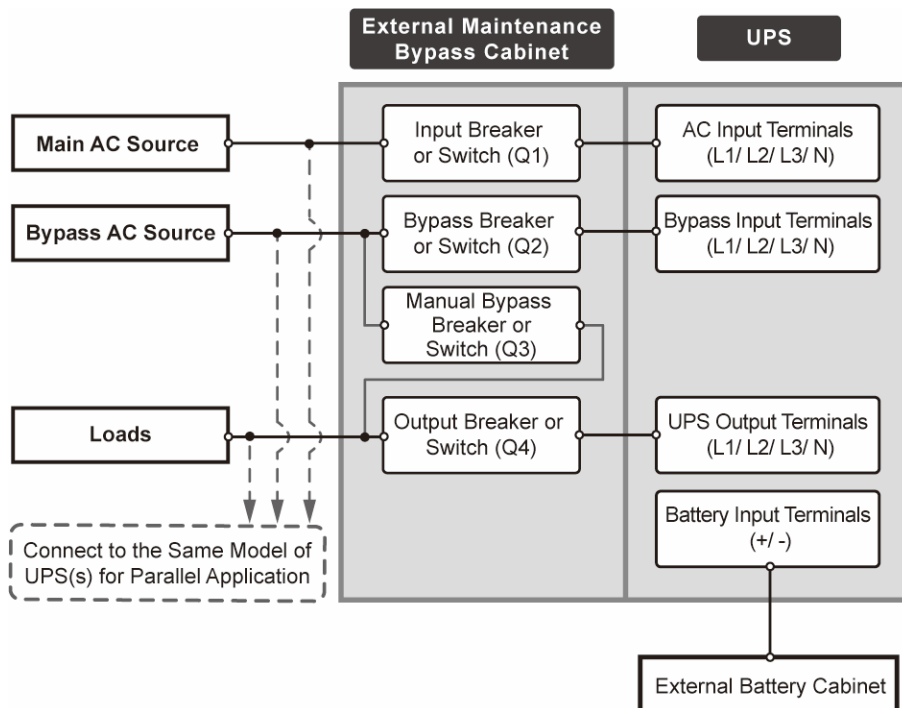 External Maintenance
Bypass Cabinet
UPS
Main AC Source
Input Breaker
or Switch (Q1)
AC Input Terminals
(L1/ L2/ L3/ N)
Bypass AC Source
Bypass Breaker
or Switch (Q2)
Bypass Input Terminals
(L1/ L2/ L3/ N)
Manual Bypass
Breaker or
Switch (Q3)
Loads
Output Breaker or
Switch (Q4)
UPS Output Terminals
(L1/ L2/ L3/ N)
Battery Input Terminals
(+/ -)
Connect to the Same Model of
UPS(s) for Parallel Application
External Battery Cabinet